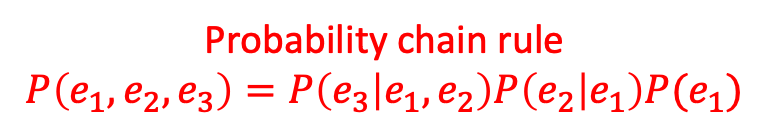 Probability chain rule
P(e₁, e₂, e₃) = P(e₃|e₁, e₂)P(e₂|e₁)P(e₁)